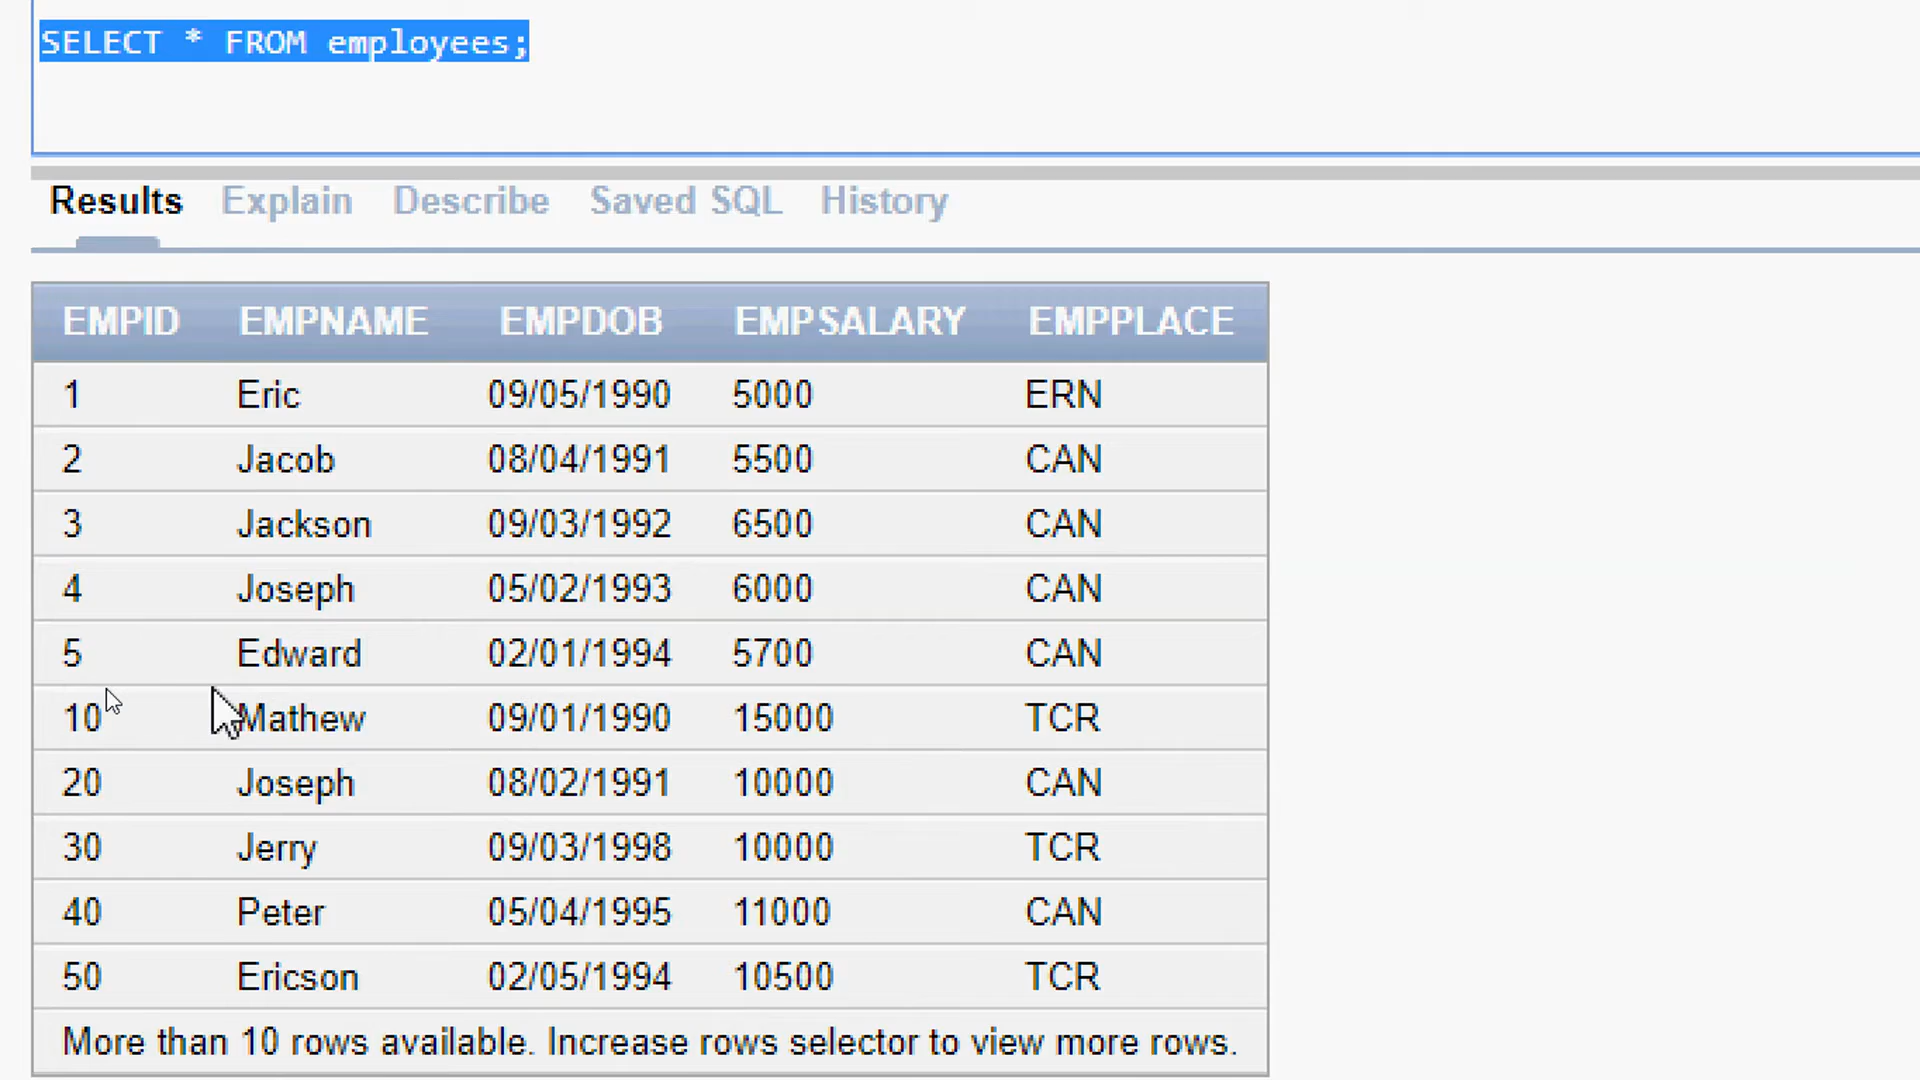 SELECT * FROM employees;
Results Explain Describe Saved SQL History
EMPID EMPNAME EMPDOB EMPSALARY EMPPLACE
1 Eric 09/05/1990 5000 ERN
2 Jacob 08/04/1991 5500 CAN
3 Jackson 09/03/1992 6500 CAN
4 Joseph 05/02/1993 6000 CAN
5 Edward 02/01/1994 5700 CAN
10 Mathew 09/01/1990 15000 TCR
20 Joseph 08/02/1991 10000 CAN
30 Jerry 09/03/1998 10000 TCR
40 Peter 05/04/1995 11000 CAN
50 Ericson 02/05/1994 10500 TCR
More than 10 rows available. Increase rows selector to view more rows.